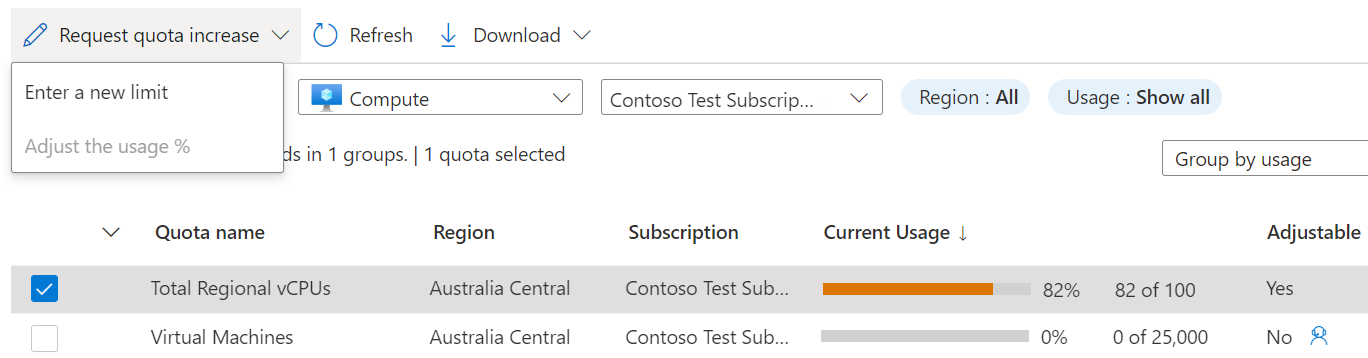 Request quota increase Refresh Download
Enter a new limit
Compute Contoso Test Subscrip... Region : All Usage : Show all
Adjust the usage %
ds in 1 groups. | 1 quota selected
Group by usage
Quota name Region Subscription Current Usage ↓ Adjustable
Total Regional vCPUs Australia Central Contoso Test Sub... 82% 82 of 100 Yes
Virtual Machines Australia Central Contoso Test Sub... 0% 0 of 25,000 No